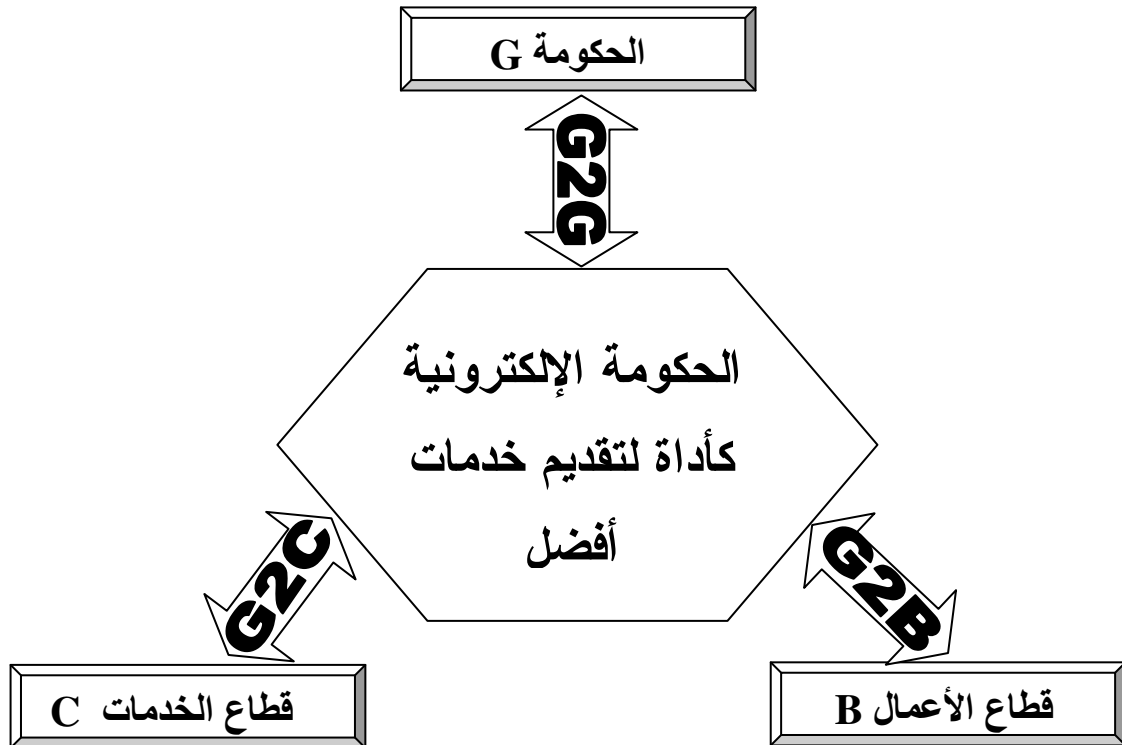 الحكومة G
G2G
الحكومة الإلكترونية
كأداة لتقديم خدمات
أفضل
G2B
G2C
قطاع الأعمال B
قطاع الخدمات C